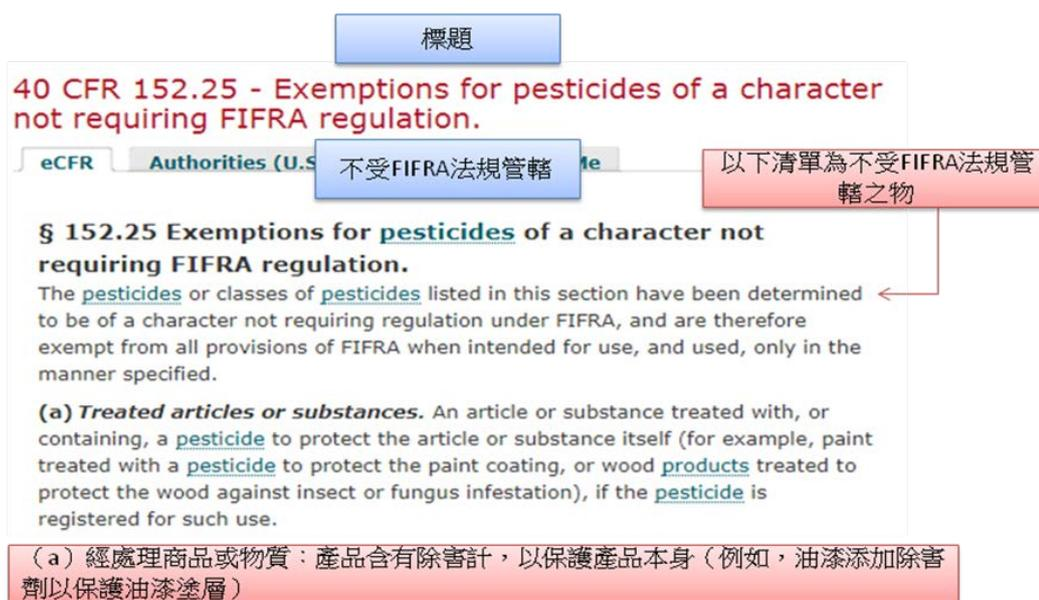 標題
40 CFR 152.25 - Exemptions for pesticides of a character
not requiring FIFRA regulation.
eCFR Authorities (U.S
不受FIFRA法規管轄
Me
以下清單為不受FIFRA法規管
轄之物
§ 152.25 Exemptions for pesticides of a character not
requiring FIFRA regulation.
The pesticides or classes of pesticides listed in this section have been determined
to be of a character not requiring regulation under FIFRA, and are therefore
exempt from all provisions of FIFRA when intended for use, and used, only in the
manner specified.
(a) Treated articles or substances. An article or substance treated with, or
containing, a pesticide to protect the article or substance itself (for example, paint
treated with a pesticide to protect the paint coating, or wood products treated to
protect the wood against insect or fungus infestation), if the pesticide is
registered for such use.
（a）經處理商品或物質：產品含有除害計，以保護產品本身（例如，油漆添加除害
劑以保護油漆塗層）